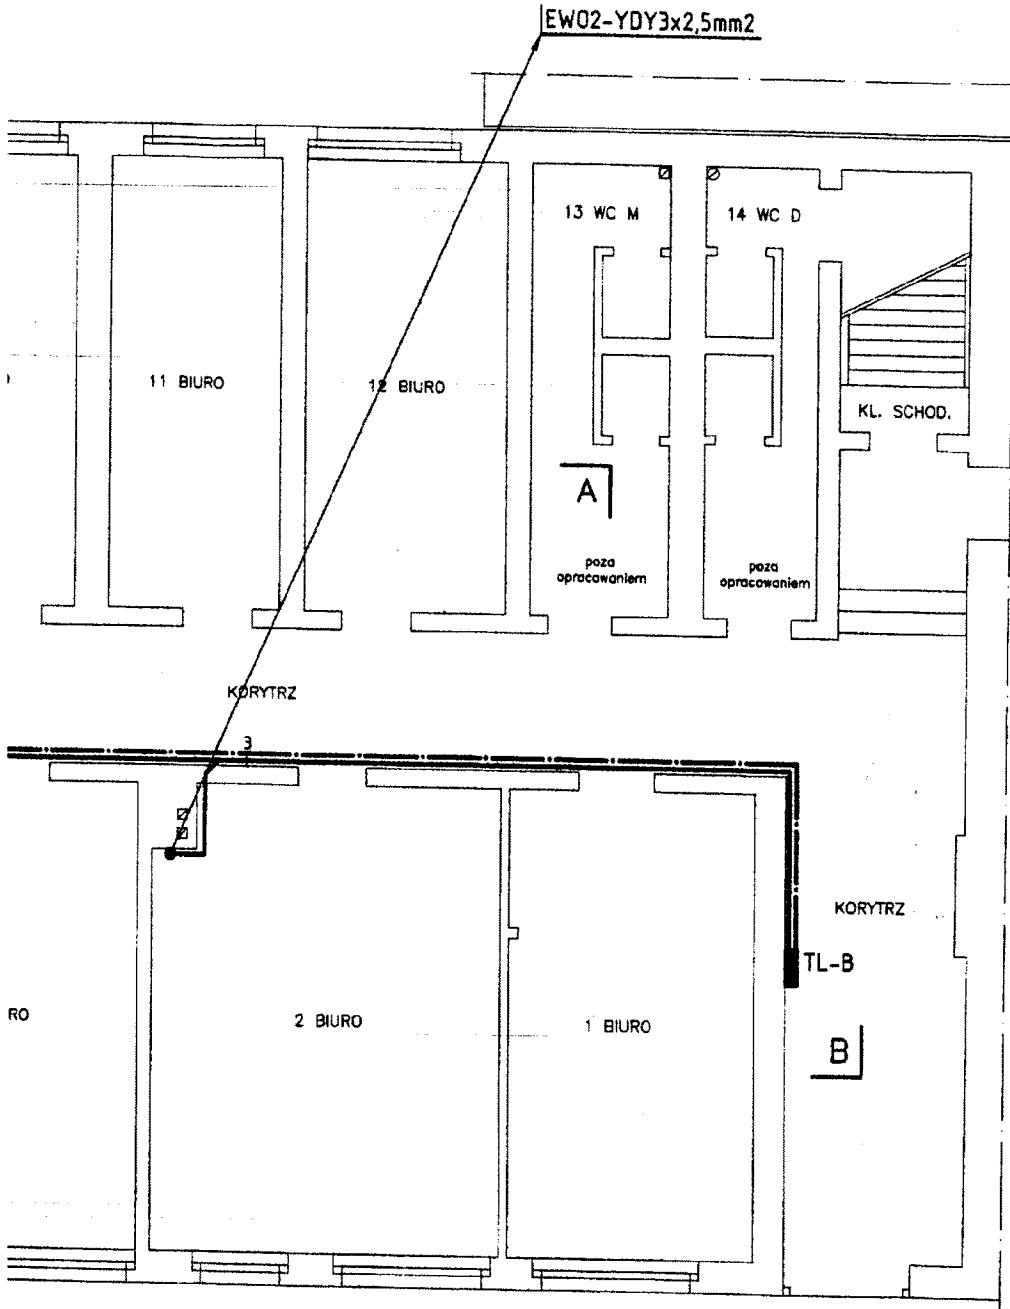 EW02-YDY3x2,5mm2
13 WC M
14 WC D
11 BIURO
12 BIURO
KL. SCHOD.
A
poza
opracowaniem
poza
opracowaniem
KORYTRZ
3
KORYTRZ
TL-B
RO
2 BIURO
1 BIURO
B